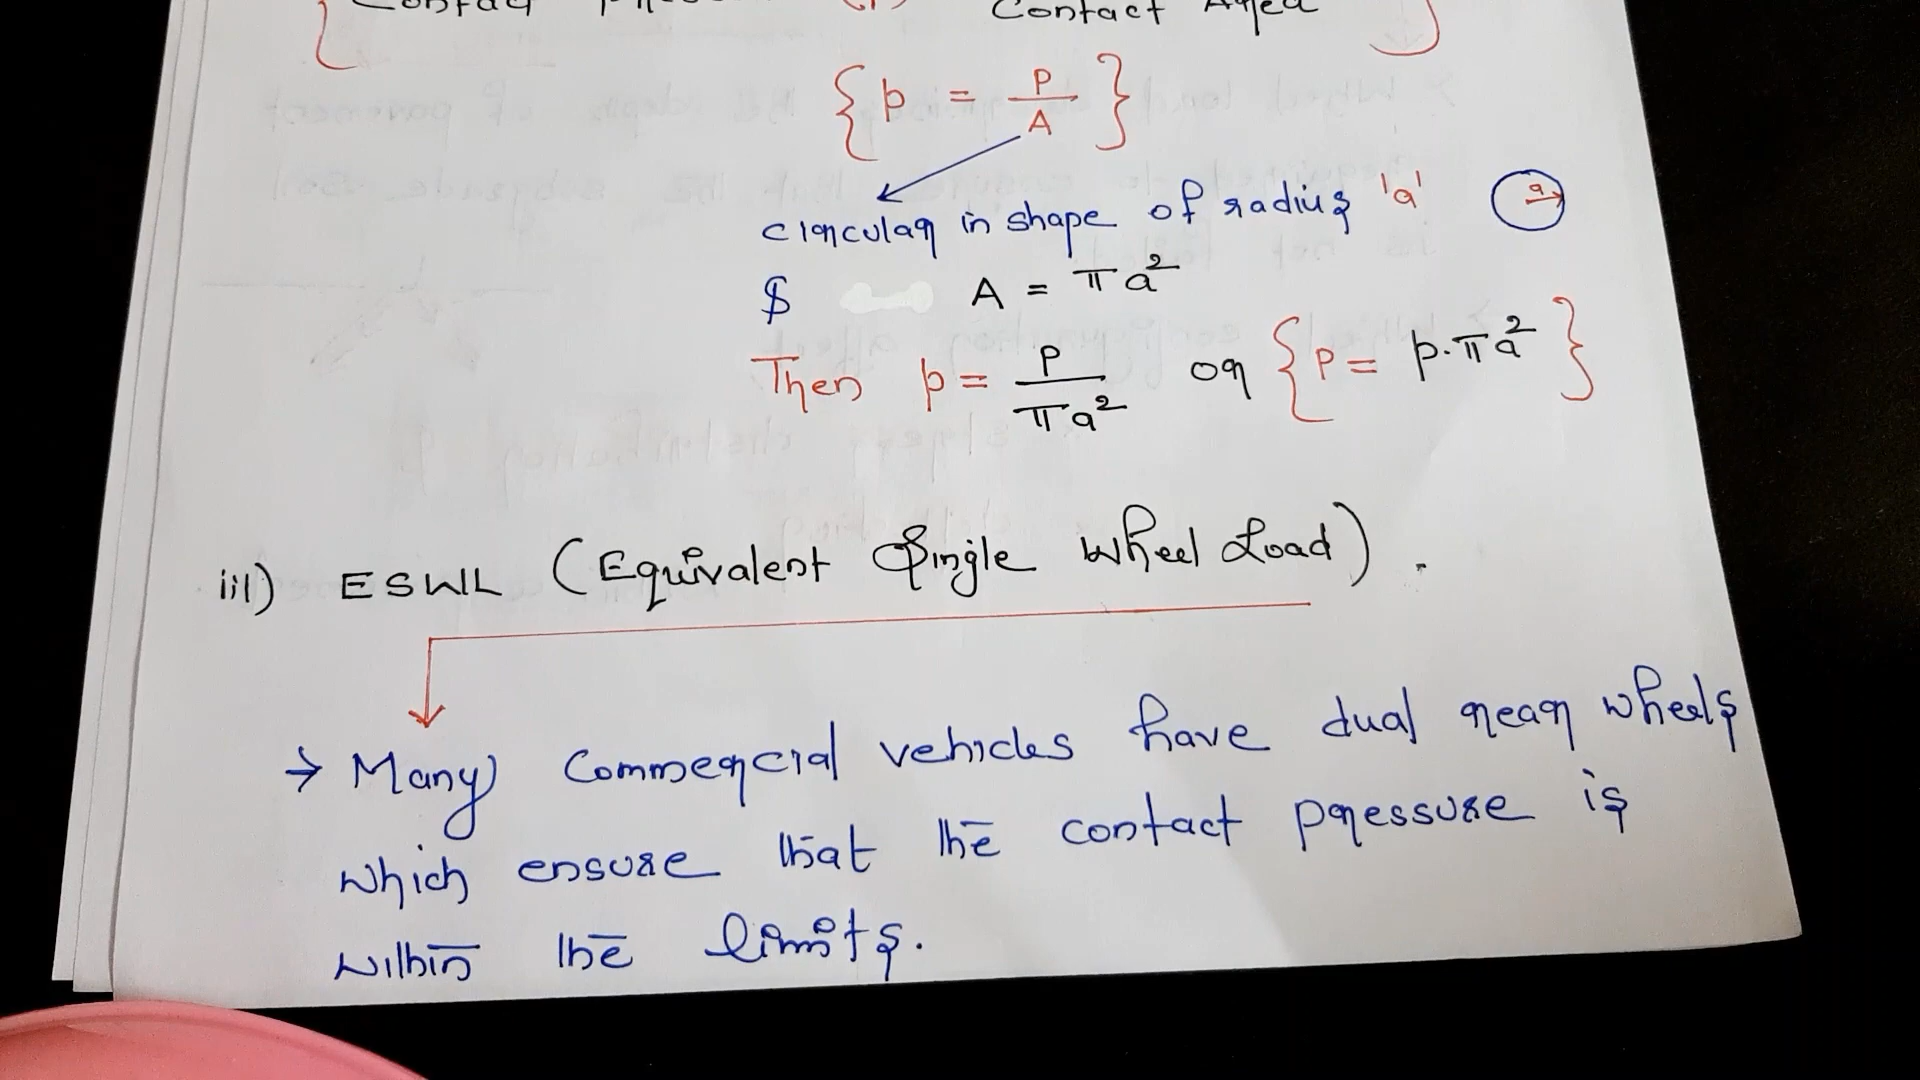 Contact Area
{ p = P / A }
circular in shape of radius 'a' a
$ A = πa²
Then p = P / πa² or { P = p.πa² }
iii) ESWL (Equivalent Single Wheel Load).
→ Many Commercial vehicles have dual rear wheels
which ensure that the contact pressure is
within the limits.